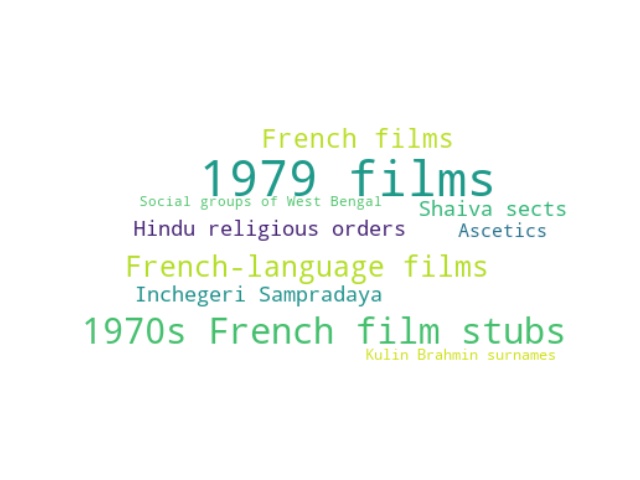 French films
1979 films
Social groups of West Bengal
Shaiva sects
Hindu religious orders
Ascetics
French-language films
Inchegeri Sampradaya
1970s French film stubs
Kulin Brahmin surnames